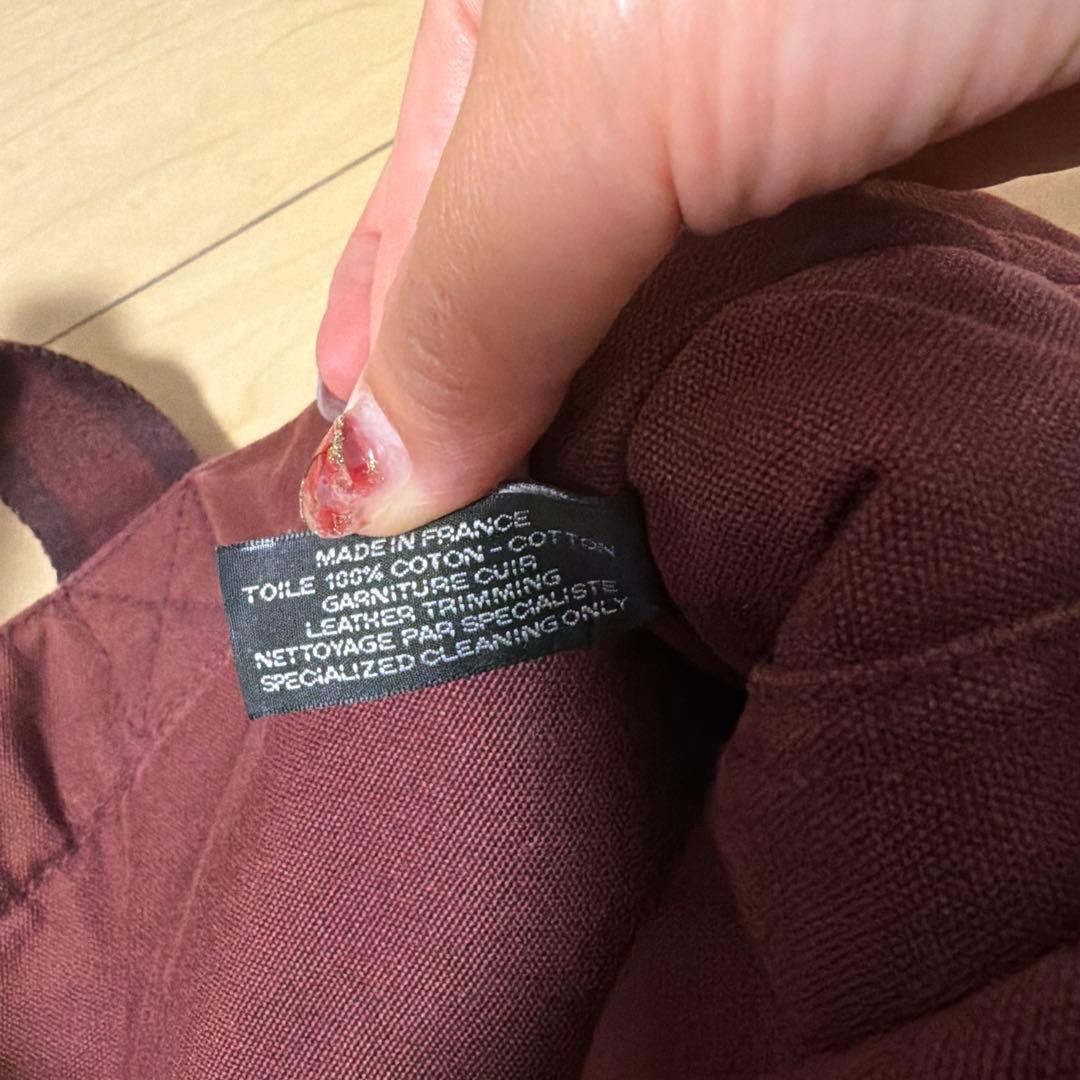 MADE IN FRANCE
TOILE 100% COTON - COTTON
GARNITURE CUIR
LEATHER TRIMMING
NETTOYAGE PAR SPECIALISTE
SPECIALIZED CLEANING ONLY